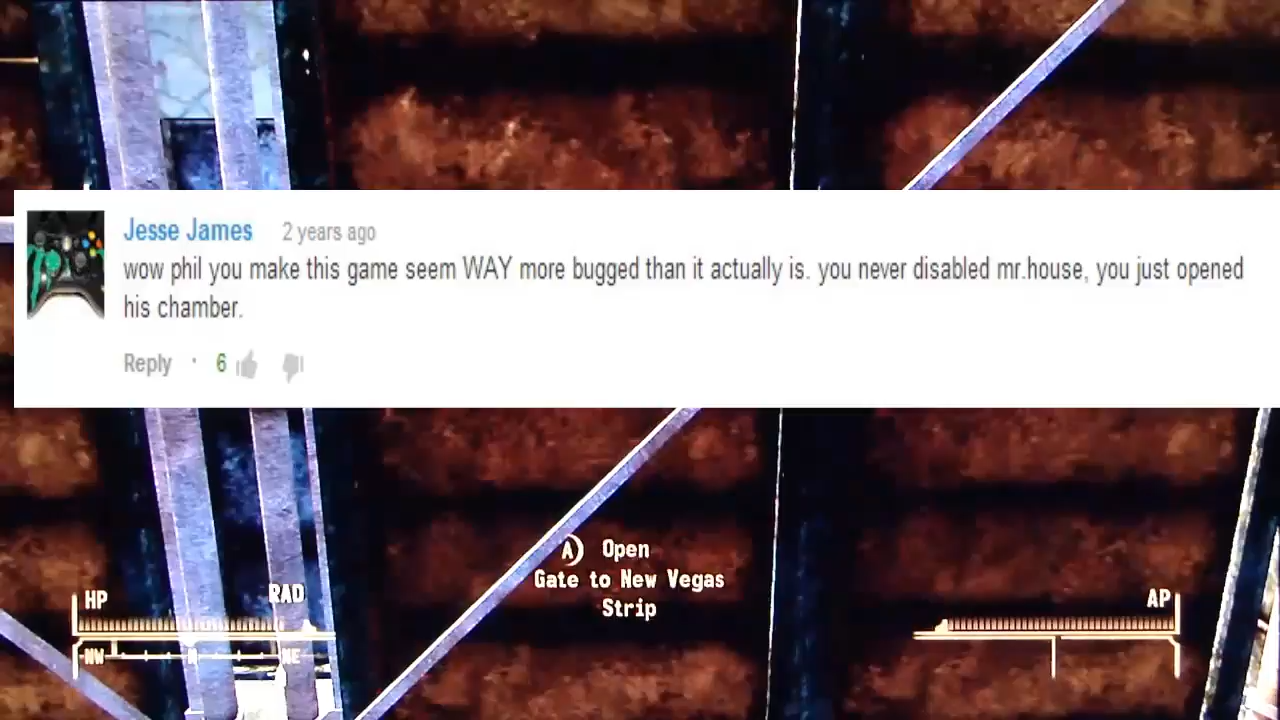 Jesse James 2 years ago
wow phil you make this game seem WAY more bugged than it actually is. you never disabled mr.house, you just opened
his chamber.
Reply · 6
A) Open
Gate to New Vegas
Strip
HP RAD AP
NW N NE